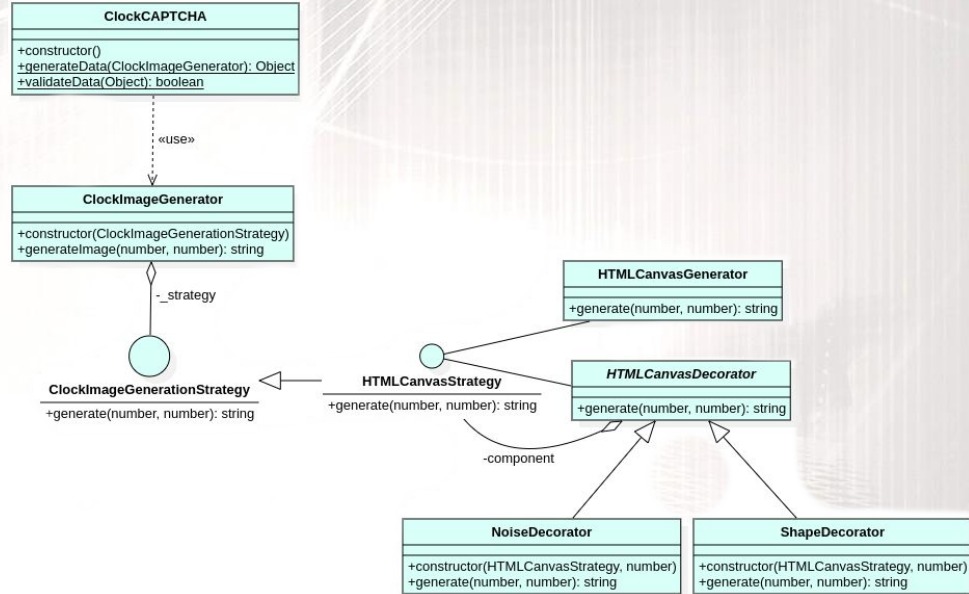 ClockCAPTCHA
+constructor()
+generateData(ClockImageGenerator): Object
+validateData(Object): boolean
«use»
ClockImageGenerator
+constructor(ClockImageGenerationStrategy)
+generateImage(number, number): string
-_strategy
ClockImageGenerationStrategy
+generate(number, number): string
HTMLCanvasStrategy
+generate(number, number): string
HTMLCanvasGenerator
+generate(number, number): string
HTMLCanvasDecorator
+generate(number, number): string
-component
NoiseDecorator
+constructor(HTMLCanvasStrategy, number)
+generate(number, number): string
ShapeDecorator
+constructor(HTMLCanvasStrategy, number)
+generate(number, number): string